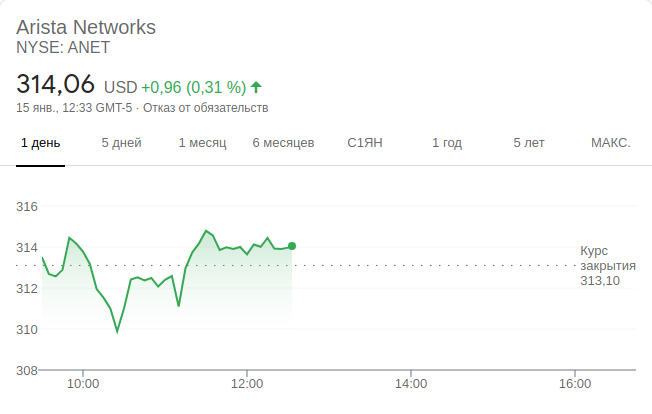 Arista Networks
NYSE: ANET
314,06 USD +0,96 (0,31 %)
15 янв., 12:33 GMT-5 · Отказ от обязательств
1 день 5 дней 1 месяц 6 месяцев С1ЯН 1 год 5 лет МАКС.
316
314
312
310
308
Курс
закрытия
313,10
10:00 12:00 14:00 16:00